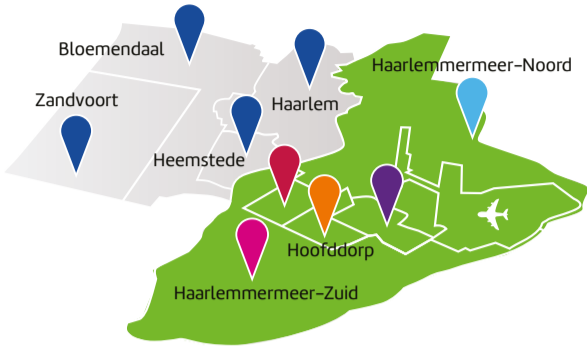 Bloemendaal
Haarlemmermeer-Noord
Zandvoort
Haarlem
Heemstede
Hoofddorp
Haarlemmermeer-Zuid